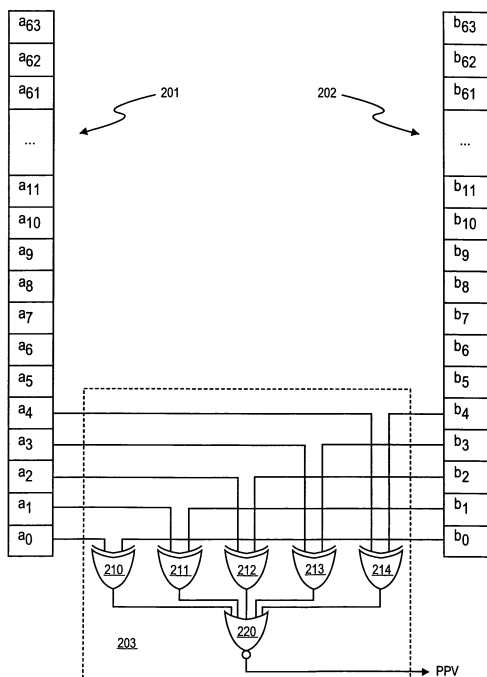 a63 b63
a62 b62
a61 201 202 b61
... ...
a11 b11
a10 b10
a9 b9
a8 b8
a7 b7
a6 b6
a5 b5
a4 b4
a3 b3
a2 b2
a1 b1
a0 b0
210 211 212 213 214
220
203
PPV